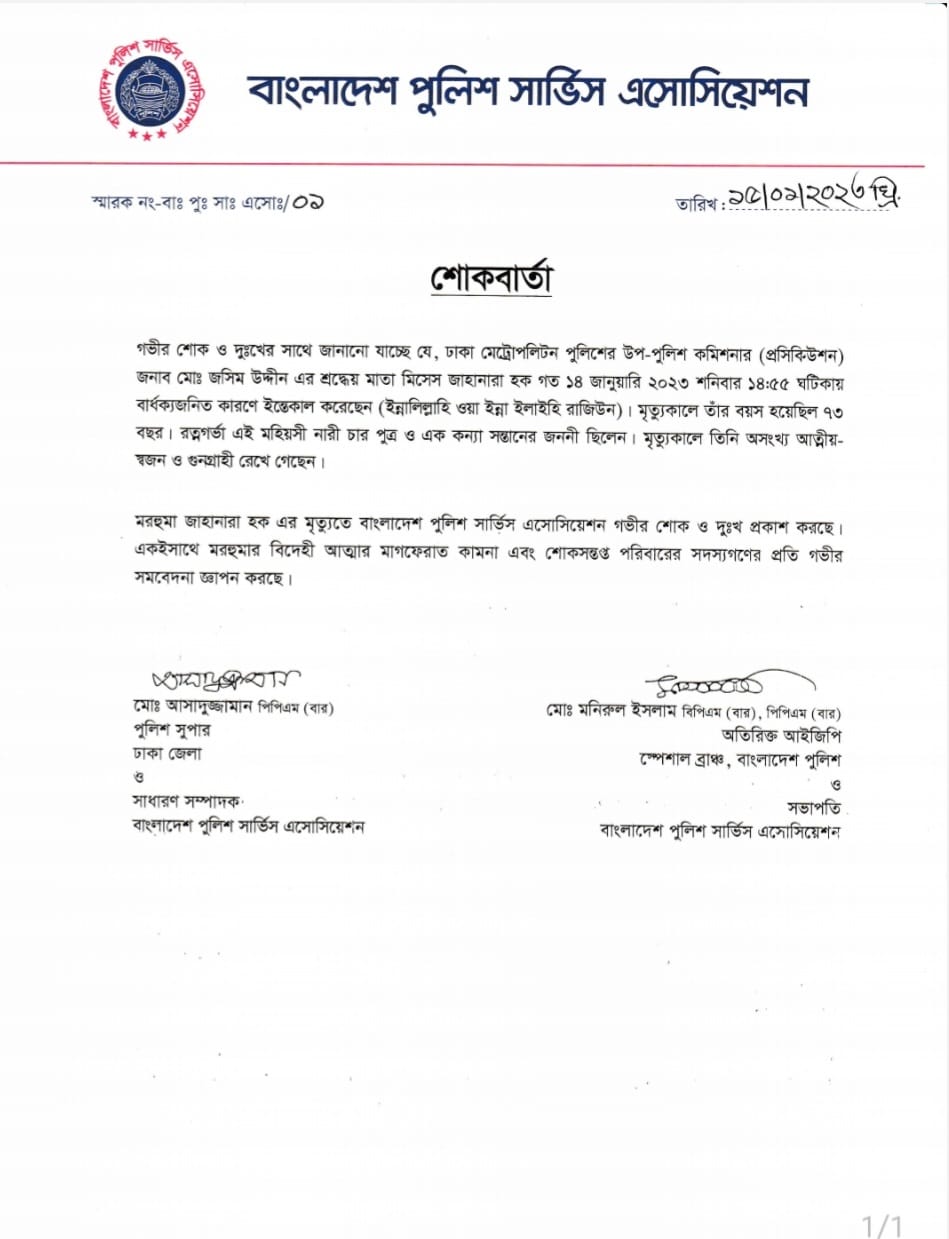 বাংলাদেশ পুলিশ সার্ভিস এসোসিয়েশন
বাংলাদেশ পুলিশ সার্ভিস এসোসিয়েশন
স্মারক নং-বাঃ পুঃ সাঃ এসোঃ/০১
তারিখ : ১৫/০১/২০২৩ খ্রি.
শোকবার্তা
গভীর শোক ও দুঃখের সাথে জানানো যাচ্ছে যে, ঢাকা মেট্রোপলিটন পুলিশের উপ-পুলিশ কমিশনার (প্রসিকিউশন)
জনাব মোঃ জসিম উদ্দীন এর শ্রদ্ধেয় মাতা মিসেস জাহানারা হক গত ১৪ জানুয়ারি ২০২৩ শনিবার ১৪:৫৫ ঘটিকায়
বার্ধক্যজনিত কারণে ইন্তেকাল করেছেন (ইন্নালিল্লাহি ওয়া ইন্না ইলাইহি রাজিউন)। মৃত্যুকালে তাঁর বয়স হয়েছিল ৭৩
বছর। রত্নগর্ভা এই মহিয়সী নারী চার পুত্র ও এক কন্যা সন্তানের জননী ছিলেন। মৃত্যুকালে তিনি অসংখ্য আত্মীয়-
স্বজন ও গুনগ্রাহী রেখে গেছেন।
মরহুমা জাহানারা হক এর মৃত্যুতে বাংলাদেশ পুলিশ সার্ভিস এসোসিয়েশন গভীর শোক ও দুঃখ প্রকাশ করছে।
একইসাথে মরহুমার বিদেহী আত্মার মাগফেরাত কামনা এবং শোকসন্তপ্ত পরিবারের সদস্যগণের প্রতি গভীর
সমবেদনা জ্ঞাপন করছে।
মোঃ আসাদুজ্জামান পিপিএম (বার)
পুলিশ সুপার
ঢাকা জেলা
ও
সাধারণ সম্পাদক
বাংলাদেশ পুলিশ সার্ভিস এসোসিয়েশন
মোঃ মনিরুল ইসলাম বিপিএম (বার), পিপিএম (বার)
অতিরিক্ত আইজিপি
স্পেশাল ব্রাঞ্চ, বাংলাদেশ পুলিশ
ও
সভাপতি
বাংলাদেশ পুলিশ সার্ভিস এসোসিয়েশন
1/1